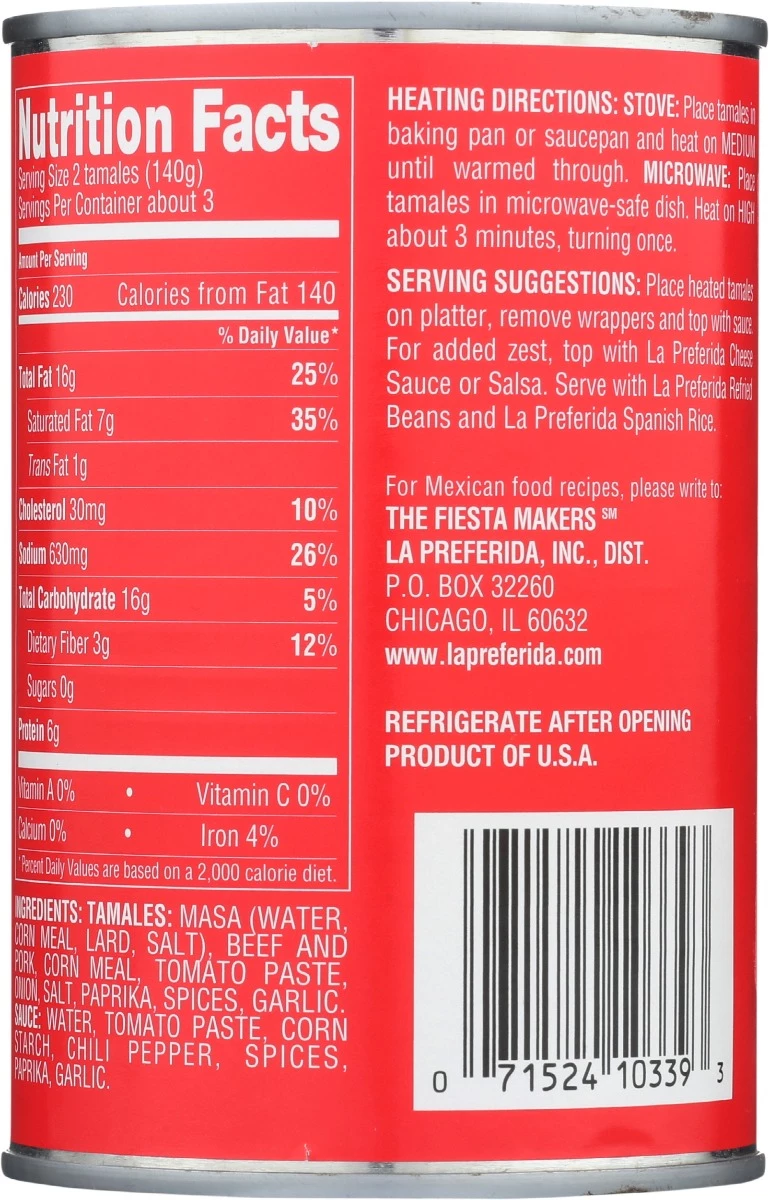 Nutrition Facts
Serving Size 2 tamales (140g)
Servings Per Container about 3
Amount Per Serving
Calories 230 Calories from Fat 140
% Daily Value*
Total Fat 16g 25%
Saturated Fat 7g 35%
Trans Fat 1g
Cholesterol 30mg 10%
Sodium 630mg 26%
Total Carbohydrate 16g 5%
Dietary Fiber 3g 12%
Sugars 0g
Protein 6g
Vitamin A 0% • Vitamin C 0%
Calcium 0% • Iron 4%
*Percent Daily Values are based on a 2,000 calorie diet.
INGREDIENTS: TAMALES: MASA (WATER,
CORN MEAL, LARD, SALT), BEEF AND
PORK, CORN MEAL, TOMATO PASTE,
ONION, SALT, PAPRIKA, SPICES, GARLIC.
SAUCE: WATER, TOMATO PASTE, CORN
STARCH, CHILI PEPPER, SPICES,
PAPRIKA, GARLIC.
HEATING DIRECTIONS: STOVE: Place tamales in
baking pan or saucepan and heat on MEDIUM
until warmed through. MICROWAVE: Place
tamales in microwave-safe dish. Heat on HIGH
about 3 minutes, turning once.
SERVING SUGGESTIONS: Place heated tamales
on platter, remove wrappers and top with sauce.
For added zest, top with La Preferida Cheese
Sauce or Salsa. Serve with La Preferida Refried
Beans and La Preferida Spanish Rice.
For Mexican food recipes, please write to:
THE FIESTA MAKERS ℠
LA PREFERIDA, INC., DIST.
P.O. BOX 32260
CHICAGO, IL 60632
www.lapreferida.com
REFRIGERATE AFTER OPENING
PRODUCT OF U.S.A.
0 71524 10339 3